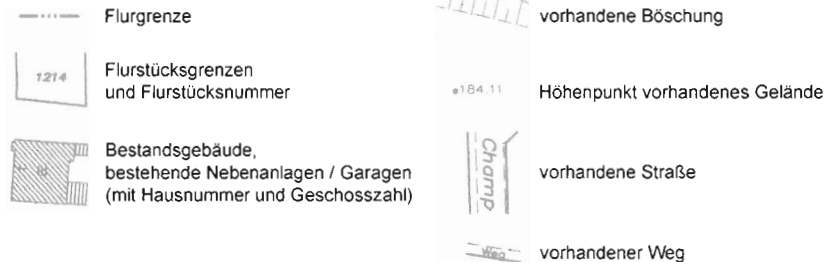 Flurgrenze
1214
Flurstücksgrenzen
und Flurstücksnummer
Bestandsgebäude,
bestehende Nebenanlagen / Garagen
(mit Hausnummer und Geschosszahl)
vorhandene Böschung
184.11
Höhenpunkt vorhandenes Gelände
Champ
vorhandene Straße
Weg
vorhandener Weg